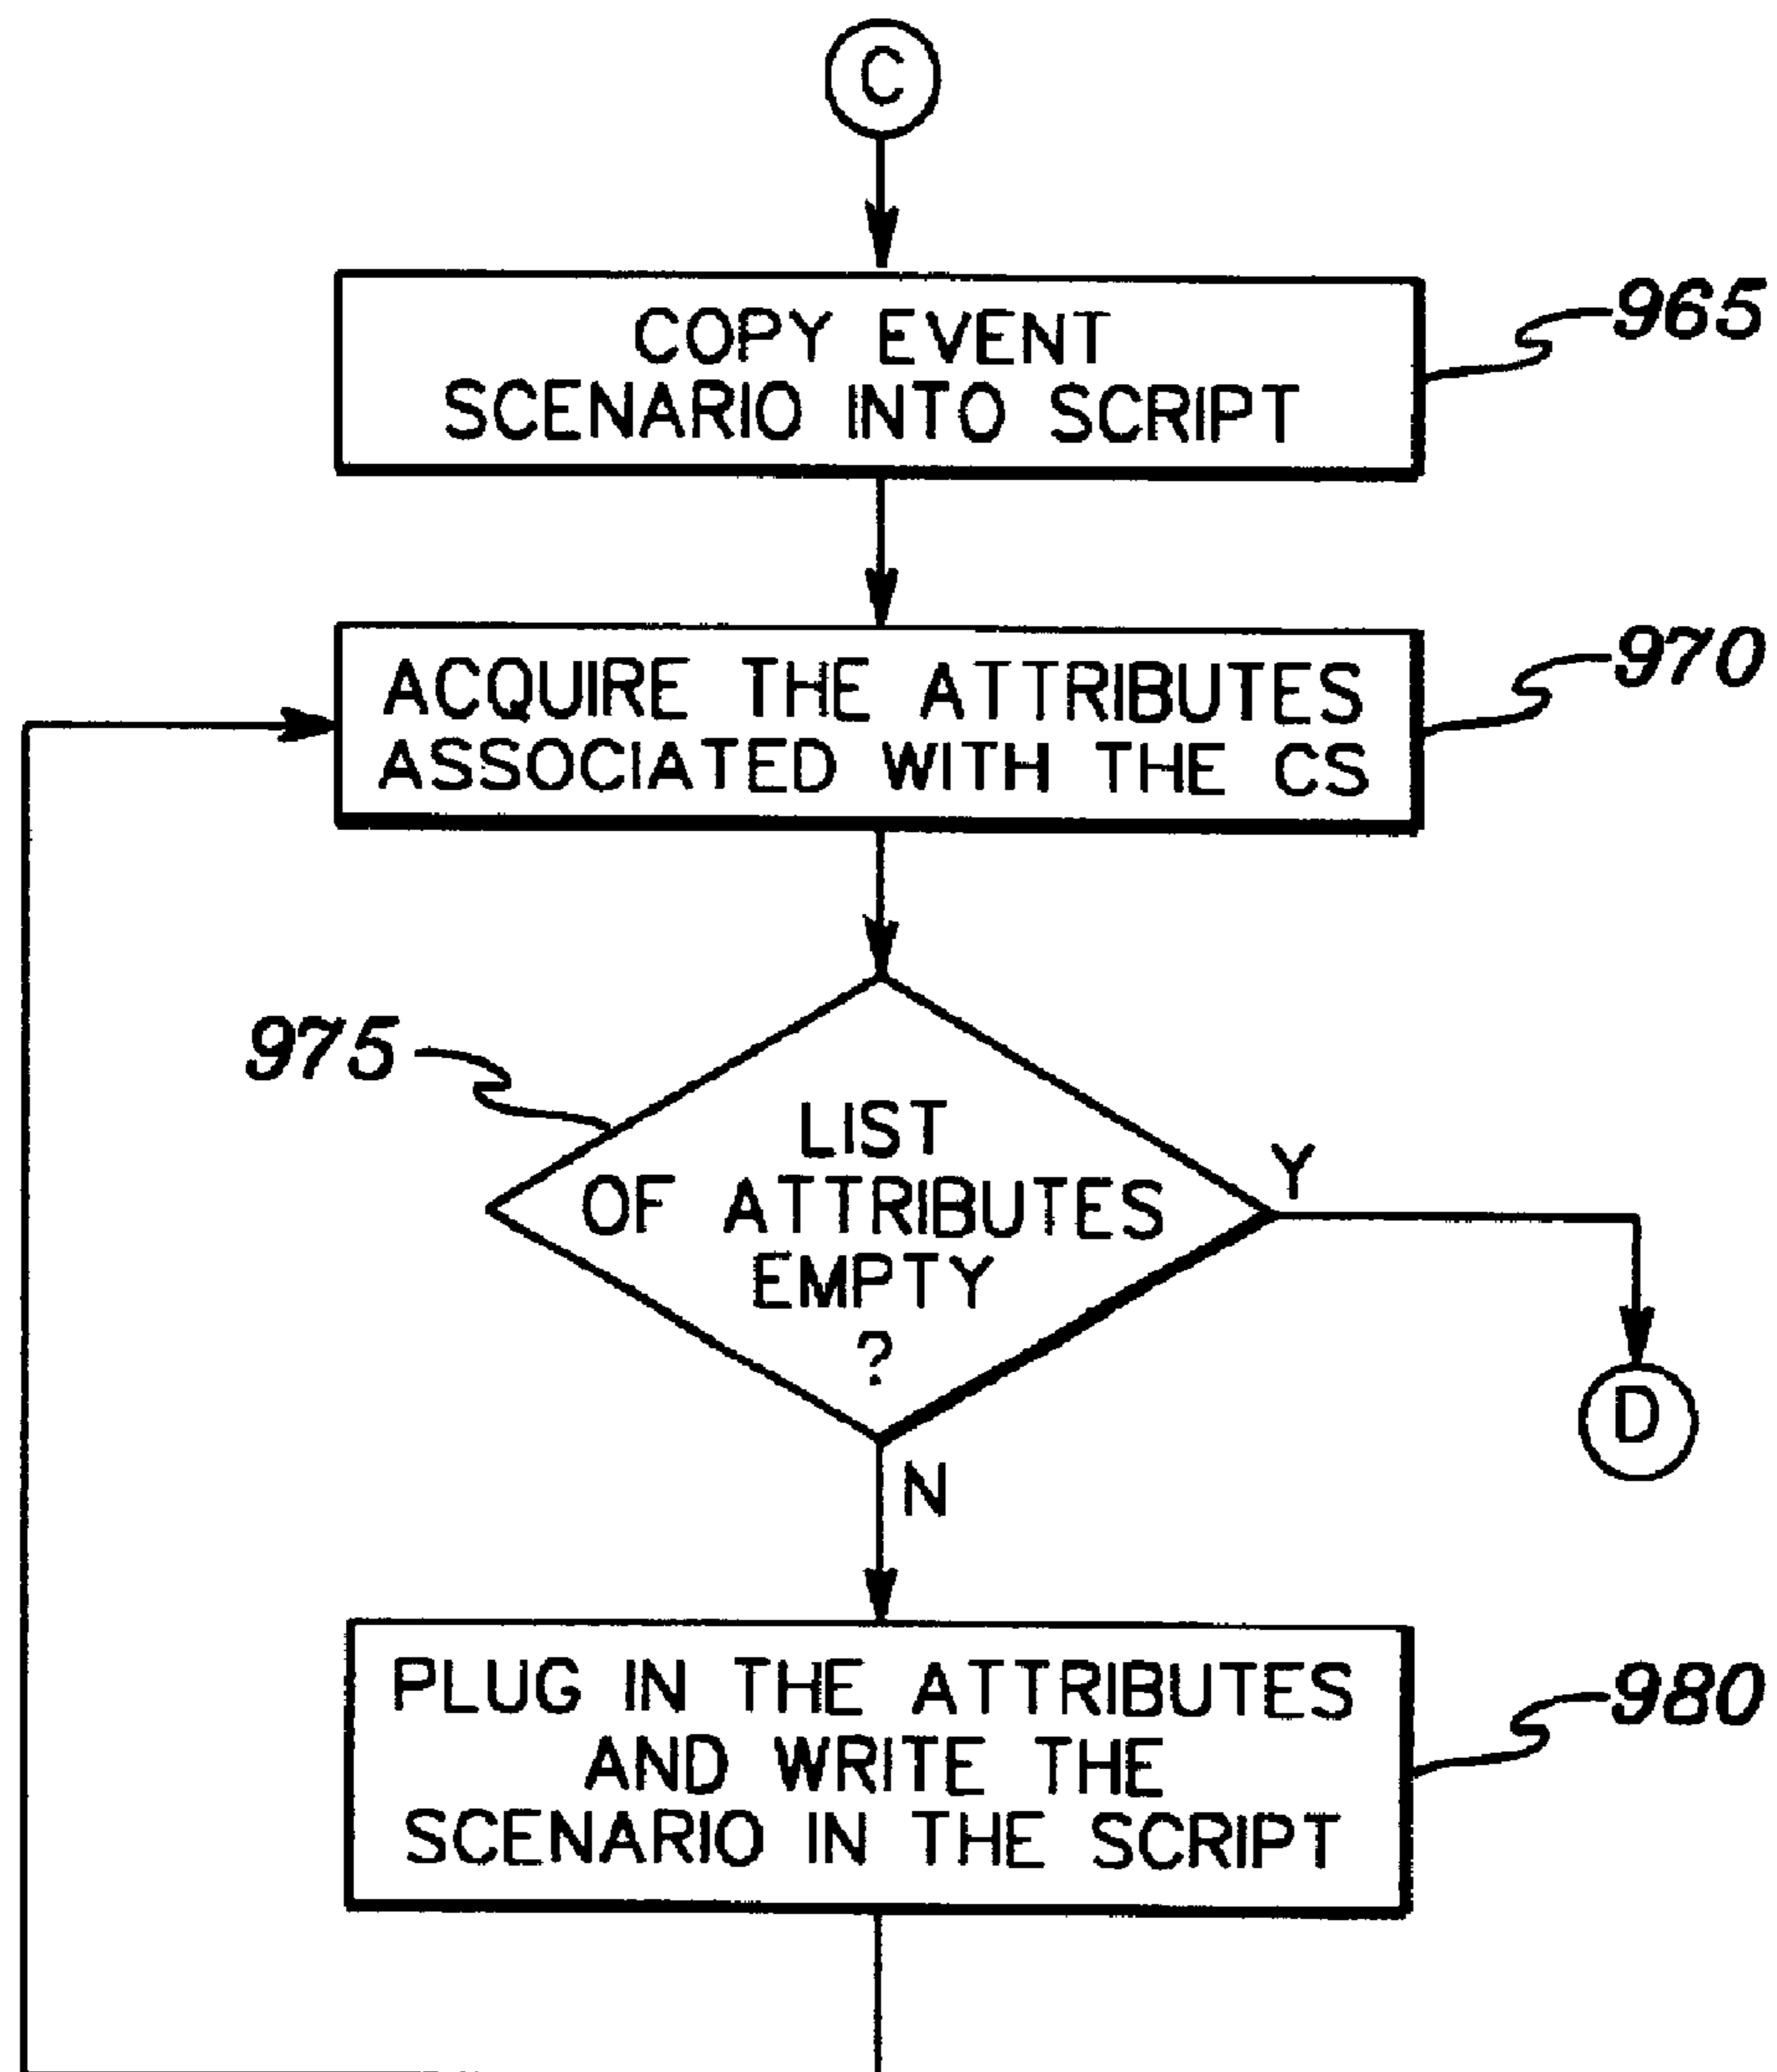 C
COPY EVENT
SCENARIO INTO SCRIPT
965
ACQUIRE THE ATTRIBUTES
ASSOCIATED WITH THE CS
970
975
LIST
OF ATTRIBUTES
EMPTY
?
Y
D
N
PLUG IN THE ATTRIBUTES
AND WRITE THE
SCENARIO IN THE SCRIPT
980